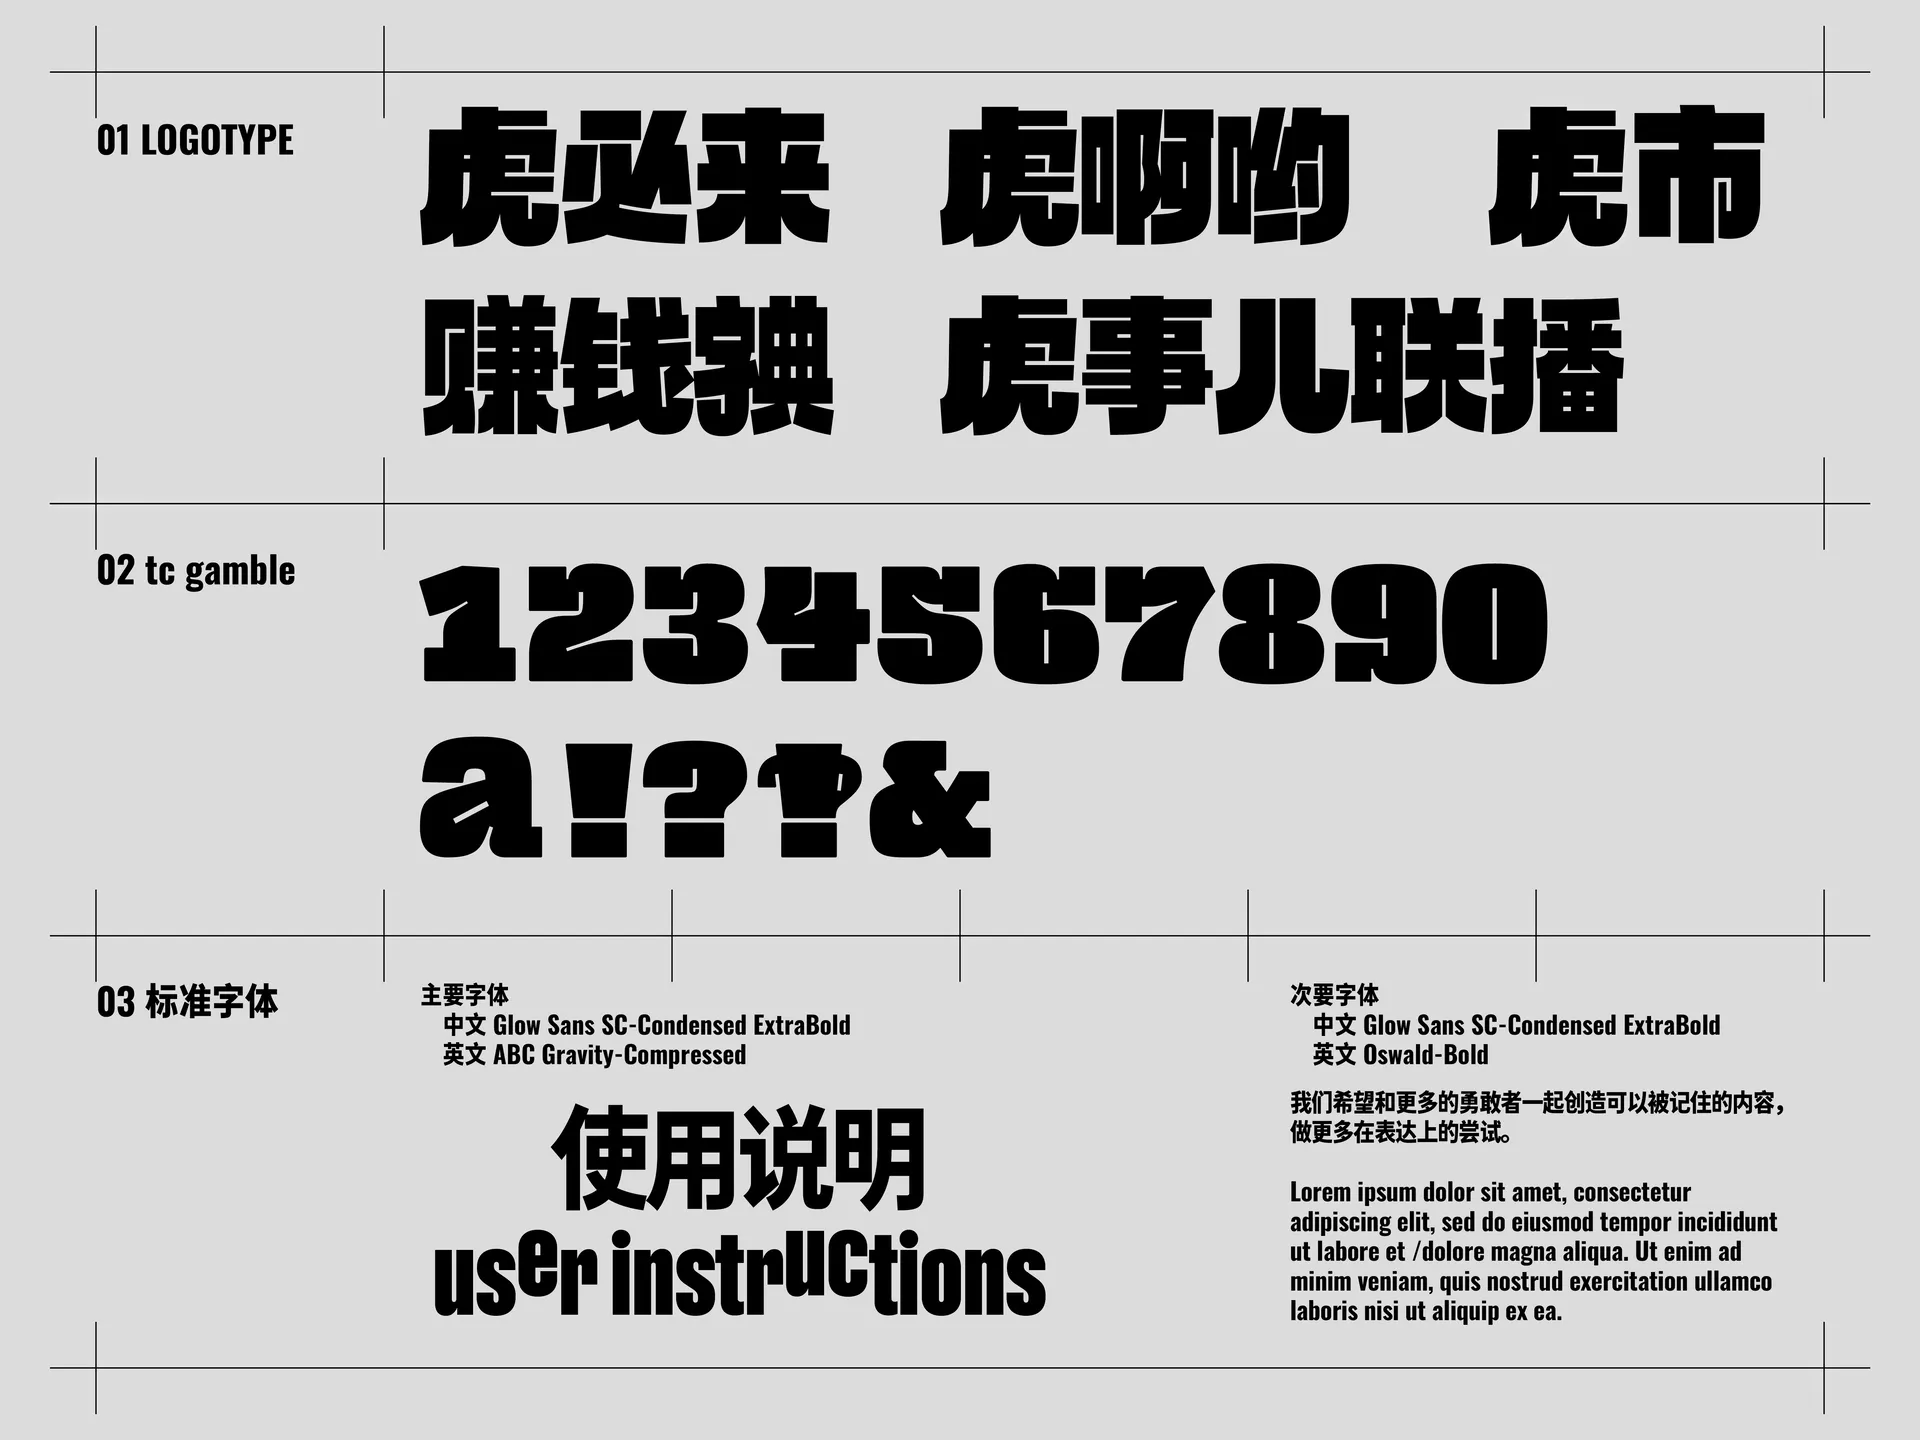 01 LOGOTYPE
虎必来 虎啊哟 虎市
赚钱 虎事儿联播
02 tc gamble
1234567890
a!?‽&
03 标准字体
主要字体
中文 Glow Sans SC-Condensed ExtraBold
英文 ABC Gravity-Compressed
使用说明
user instructions
次要字体
中文 Glow Sans SC-Condensed ExtraBold
英文 Oswald-Bold
我们希望和更多的勇敢者一起创造可以被记住的内容，
做更多在表达上的尝试。
Lorem ipsum dolor sit amet, consectetur
adipiscing elit, sed do eiusmod tempor incididunt
ut labore et /dolore magna aliqua. Ut enim ad
minim veniam, quis nostrud exercitation ullamco
laboris nisi ut aliquip ex ea.